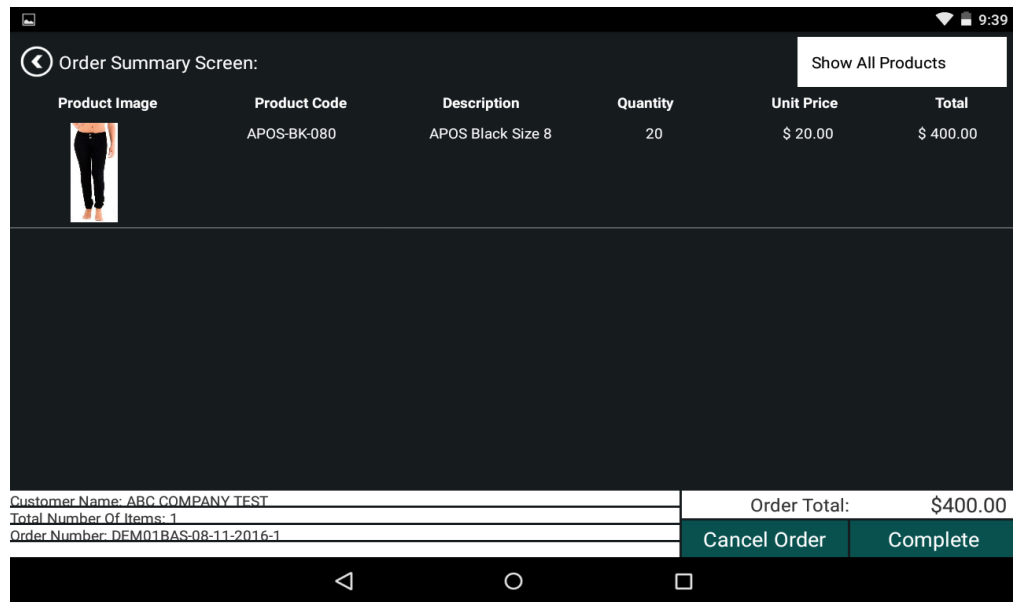 9:39
Order Summary Screen:
Show All Products
Product Image Product Code Description Quantity Unit Price Total
APOS-BK-080 APOS Black Size 8 20 $ 20.00 $ 400.00
Customer Name: ABC COMPANY TEST
Total Number Of Items: 1
Order Number: DEM01BAS-08-11-2016-1
Order Total: $400.00
Cancel Order Complete